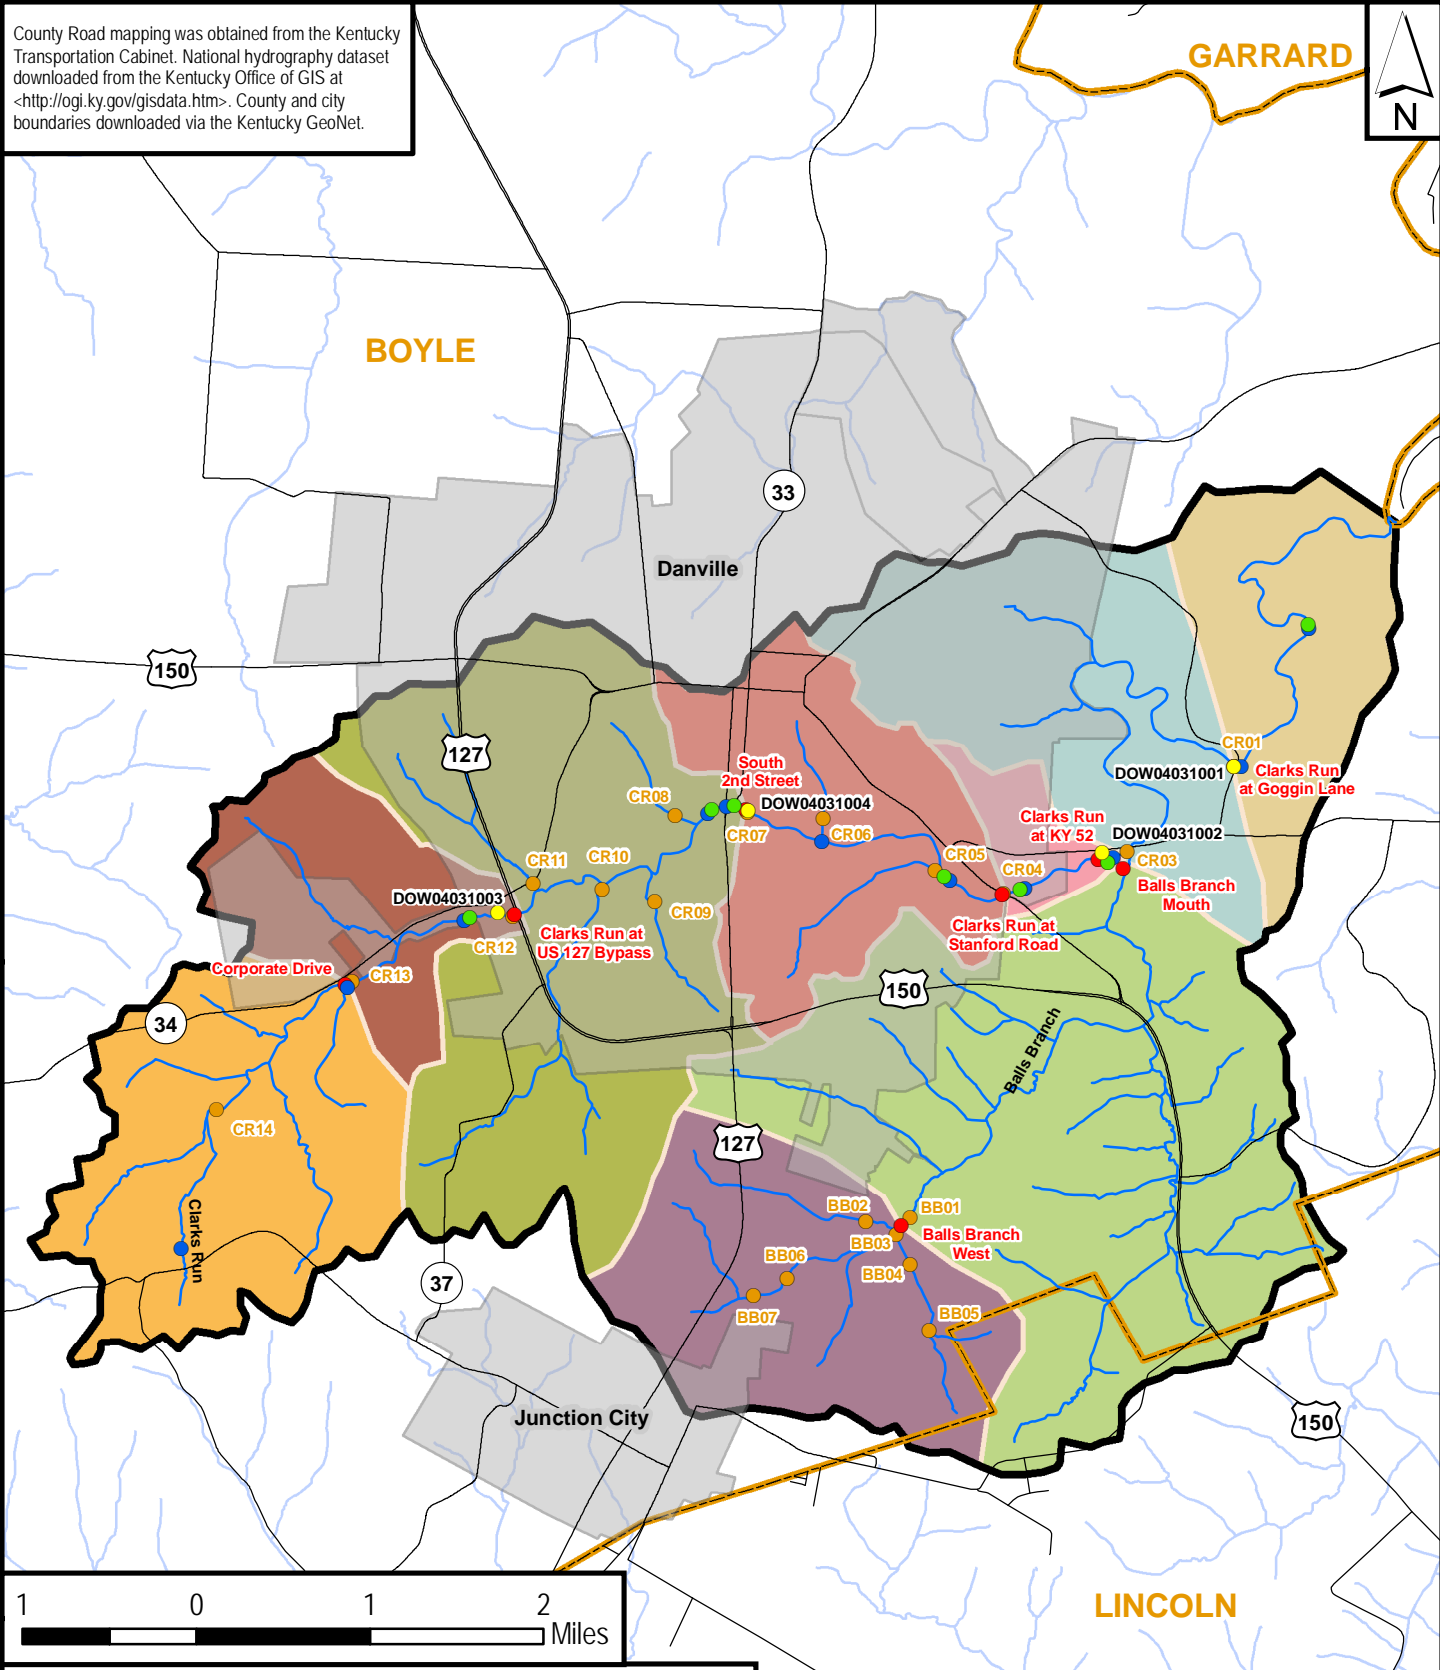 County Road mapping was obtained from the Kentucky
Transportation Cabinet. National hydrography dataset
downloaded from the Kentucky Office of GIS at
<http://ogi.ky.gov/gisdata.htm>. County and city
boundaries downloaded via the Kentucky GeoNet.
GARRARD
N
BOYLE
33
Danville
150
127
CR01
DOW04031001
Clarks Run
at Goggin Lane
South
2nd Street
CR08
DOW04031004
CR07
CR06
Clarks Run
at KY 52
DOW04031002
CR03
CR05
CR04
Balls Branch
Mouth
CR11
CR10
DOW04031003
CR09
CR12
Clarks Run at
US 127 Bypass
Clarks Run at
Stanford Road
Corporate Drive
CR13
150
34
Balls Branch
CR14
127
Clarks Run
BB02
BB01
BB03
Balls Branch
West
BB06
BB04
37
BB07
BB05
Junction City
150
LINCOLN
1 0 1 2
Miles